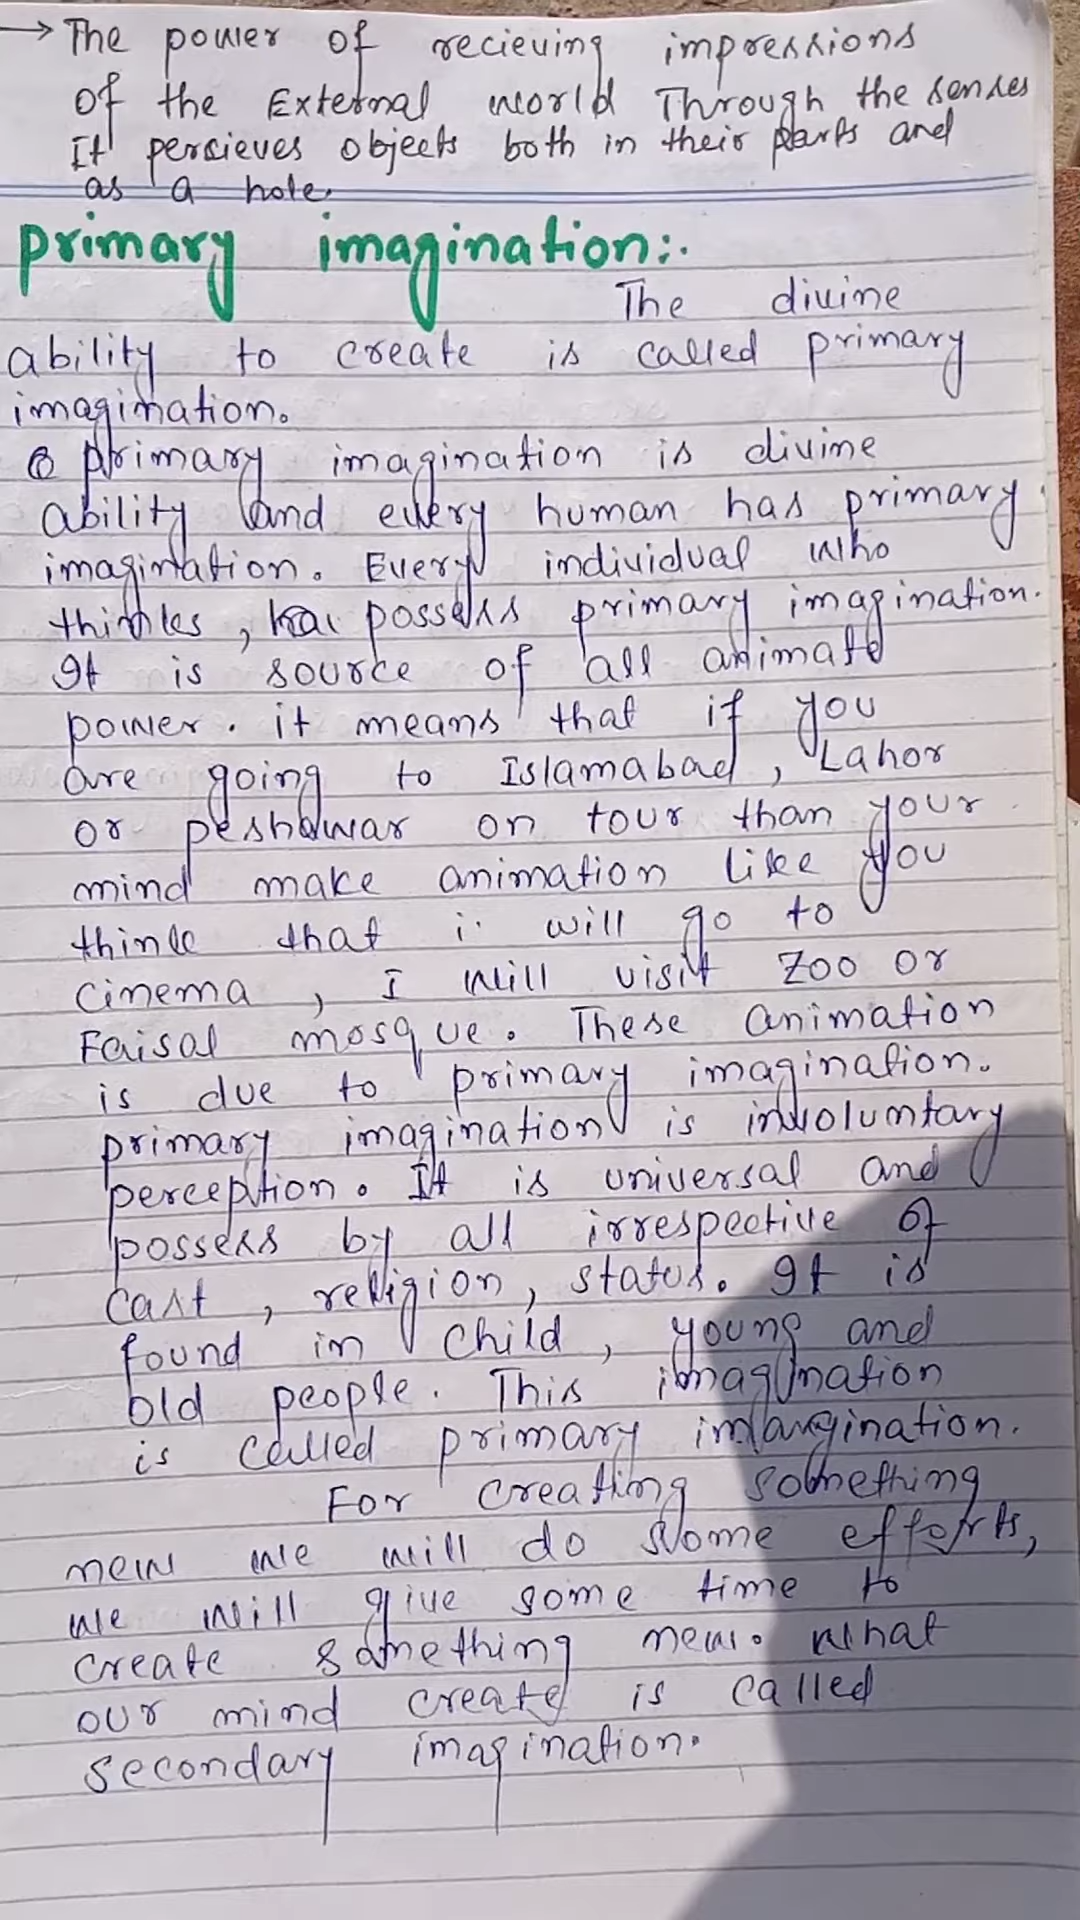 → The power of recieving impressions
of the External world Through the senses
It persieves objects both in their parts and
as a hole.
primary imagination:.
The divine
ability to create is called primary
imagination.
primary imagination is divine
ability and every human has primary
imagination. Every individual who
thinks, possess primary imagination.
It is source of all animate
power. it means that if you
are going to Islamabad, Lahor
or peshawar on tour than your
mind make animation like you
think that i will go to
cinema, I will visit zoo or
Faisal mosque. These animation
is due to primary imagination.
primary imagination is involuntary
perception. It is universal and
possess by all irrespective of
cast, religion, status. It is
found in child, young and
old people. This imagination
is called primary imagination.
For creating something
new we will do some efforts,
we will give some time to
create something new. what
our mind create is called
secondary imagination.